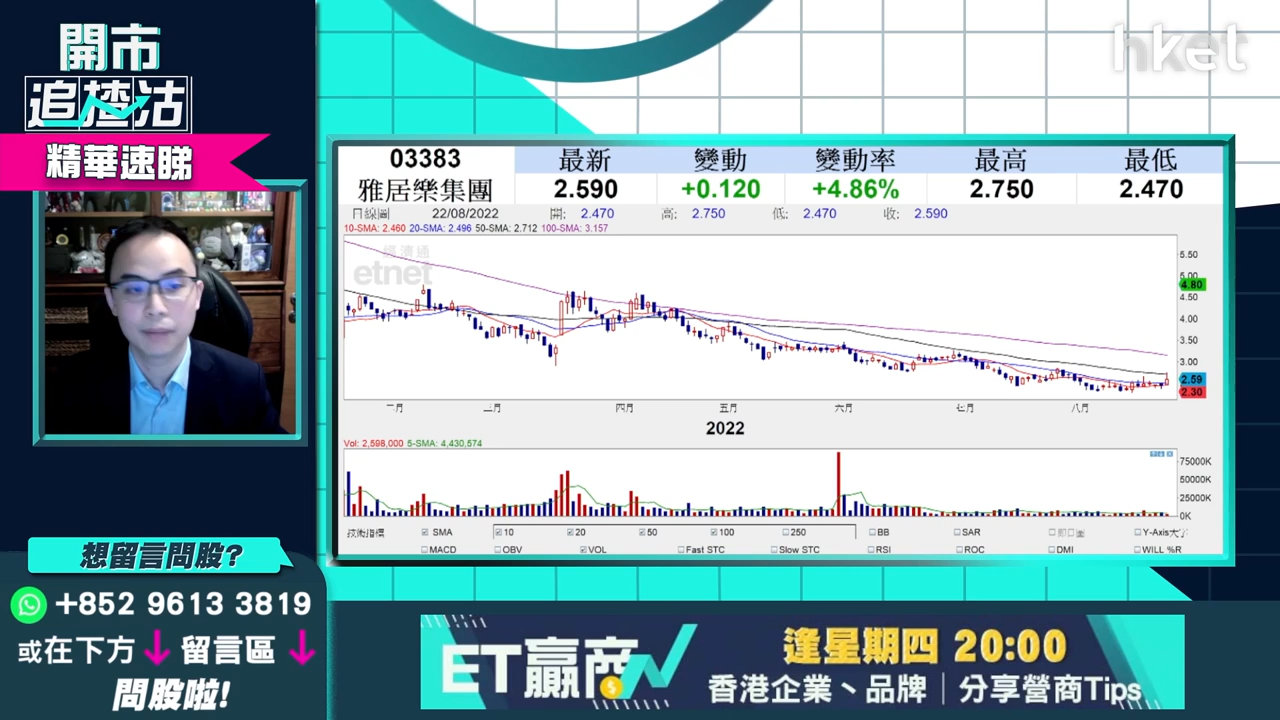 開市
追揸沽
精華速睇
hket
03383
雅居樂集團
最新 變動 變動率 最高 最低
2.590 +0.120 +4.86% 2.750 2.470
日線圖 22/08/2022 開: 2.470 高: 2.750 低: 2.470 收: 2.590
10-SMA: 2.460 20-SMA: 2.496 50-SMA: 2.712 100-SMA: 3.157
經濟通
etnet
5.50
5.00
4.80
4.50
4.00
3.50
3.00
2.59
2.30
二月 三月 四月 五月 六月 七月 八月
2022
Vol: 2,598,000 5-SMA: 4,430,574
75000K
50000K
25000K
0K
技術指標 SMA 10 20 50 100 250 BB SAR Y-Axis大
MACD OBV VOL Fast STC Slow STC RSI ROC DMI WILL %R
想留言問股?
+852 9613 3819
或在下方 留言區
問股啦!
ET贏商
逢星期四 20:00
香港企業、品牌｜分享營商Tips